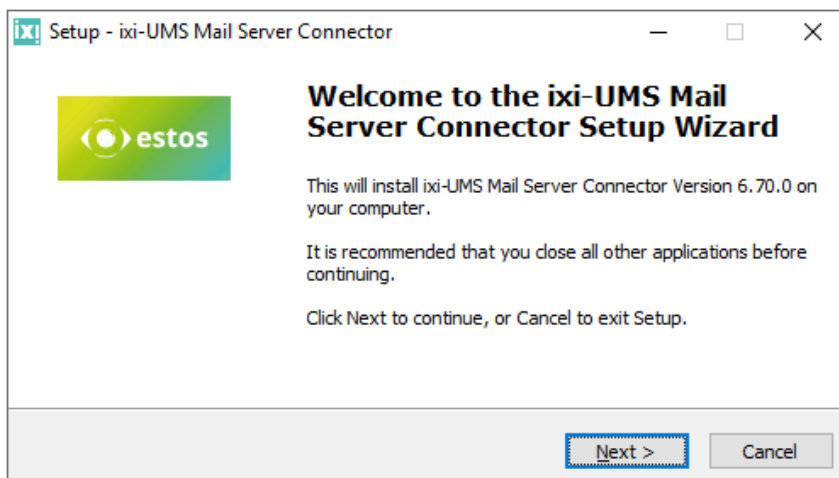 ixi Setup - ixi-UMS Mail Server Connector
estos
Welcome to the ixi-UMS Mail
Server Connector Setup Wizard
This will install ixi-UMS Mail Server Connector Version 6.70.0 on
your computer.
It is recommended that you close all other applications before
continuing.
Click Next to continue, or Cancel to exit Setup.
Next >
Cancel